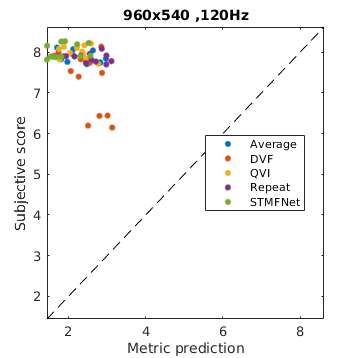 960x540 ,120Hz
Subjective score
8
7
6
5
4
3
2
Average
DVF
QVI
Repeat
STMFNet
2 4 6 8
Metric prediction